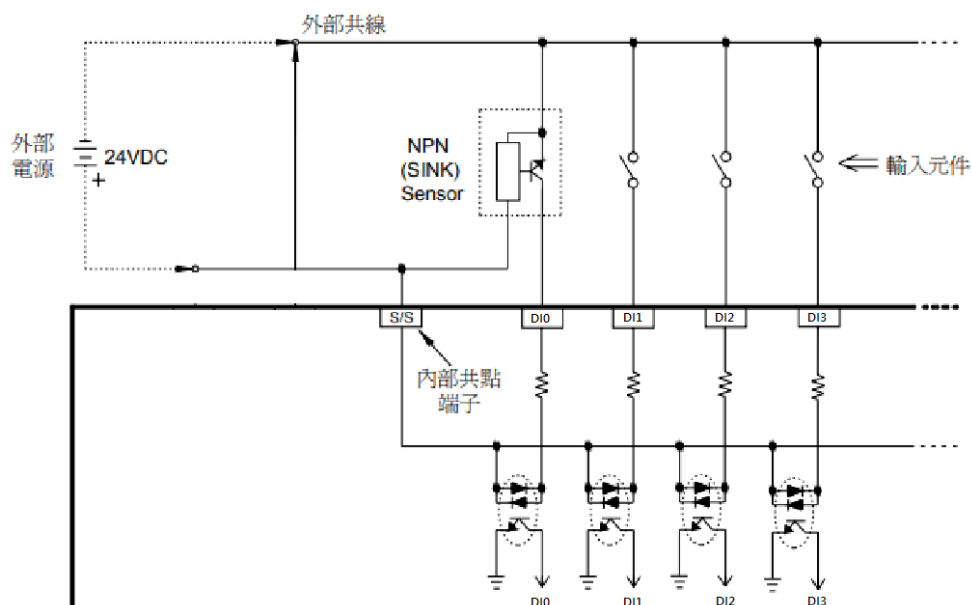 外部共線
外部
電源
24VDC
+
NPN
(SINK)
Sensor
輸入元件
S/S
DI0
DI1
DI2
DI3
內部共點
端子
DI0
DI1
DI2
DI3